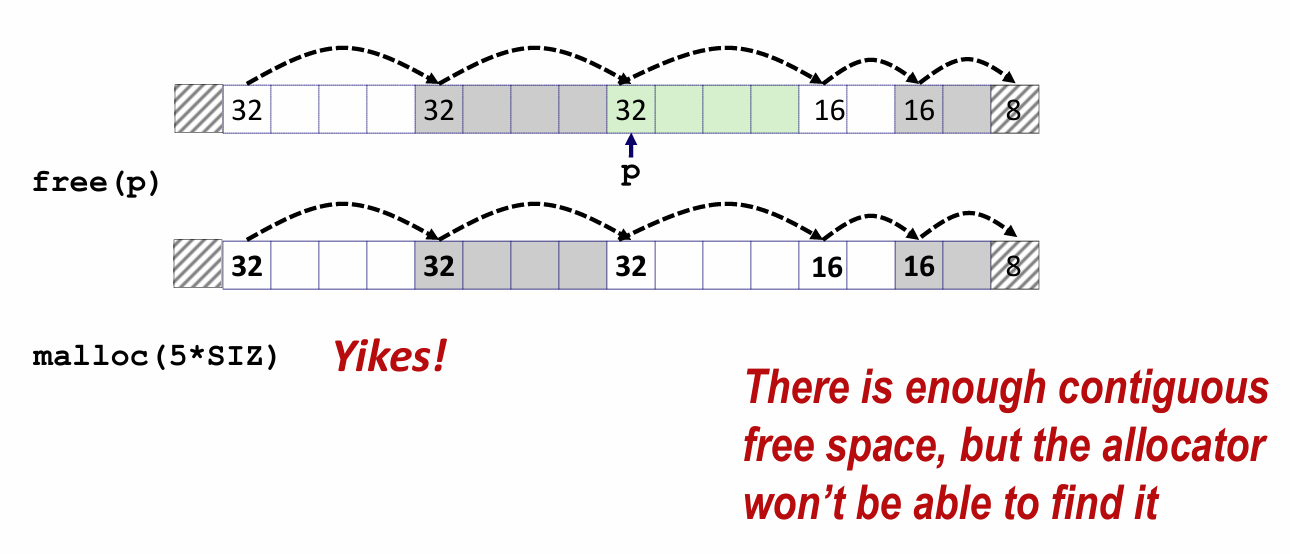 32 32 32 16 16 8
p
free(p)
32 32 32 16 16 8
malloc(5*SIZ) Yikes!
There is enough contiguous
free space, but the allocator
won’t be able to find it